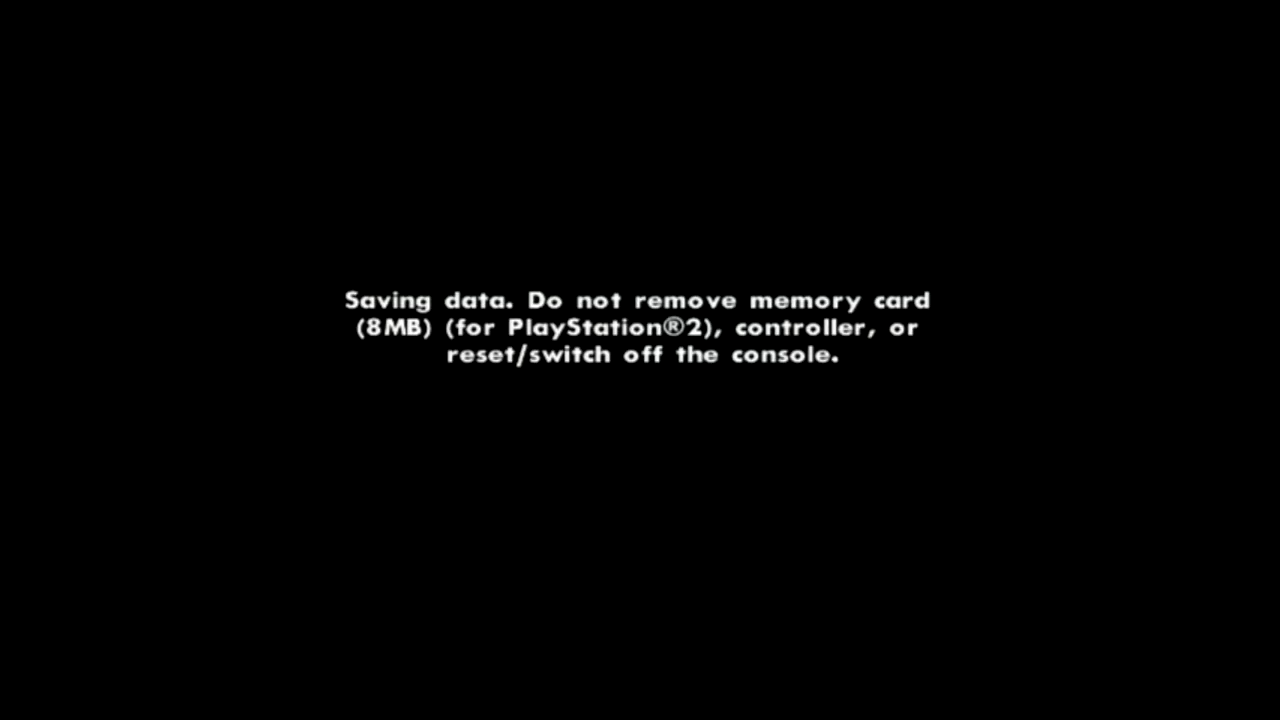 Saving data. Do not remove memory card
(8MB) (for PlayStation®2), controller, or
reset/switch off the console.